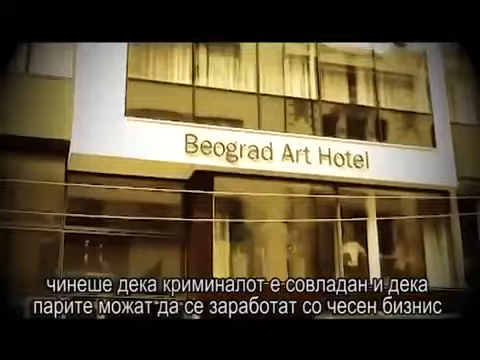 Beograd Art Hotel
чинеше дека криминалот е совладан и дека
парите можат да се заработат со чесен бизнис